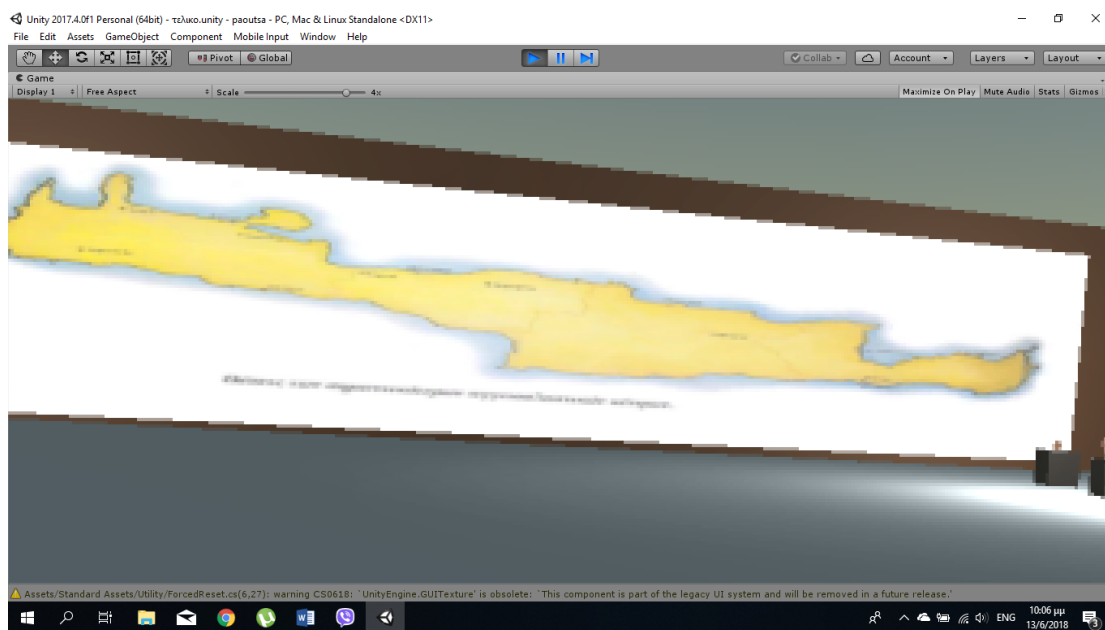 Unity 2017.4.0f1 Personal (64bit) - τελικο.unity - paoutsa - PC, Mac & Linux Standalone <DX11>
File Edit Assets GameObject Component Mobile Input Window Help
Pivot Global Collab Account Layers Layout
Game
Display 1 Free Aspect Scale 4x Maximize On Play Mute Audio Stats Gizmos
Assets/Standard Assets/Utility/ForcedReset.cs(6,27): warning CS0618: `UnityEngine.GUITexture' is obsolete: `This component is part of the legacy UI system and will be removed in a future release.'
ENG 10:06 μμ
13/6/2018 3